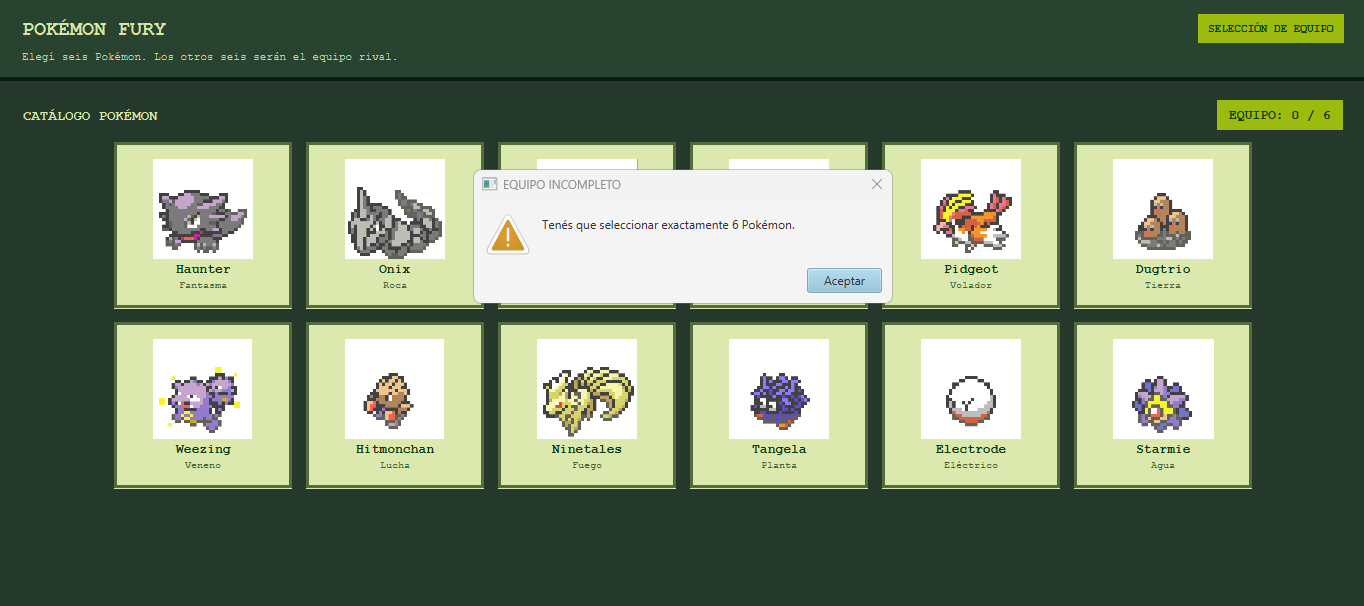 POKÉMON FURY
SELECCIÓN DE EQUIPO
Elegí seis Pokémon. Los otros seis serán el equipo rival.
CATÁLOGO POKÉMON
EQUIPO: 0 / 6
EQUIPO INCOMPLETO
Tenés que seleccionar exactamente 6 Pokémon.
Aceptar
Haunter
Fantasma
Onix
Roca
Pidgeot
Volador
Dugtrio
Tierra
Weezing
Veneno
Hitmonchan
Lucha
Ninetales
Fuego
Tangela
Planta
Electrode
Eléctrico
Starmie
Agua